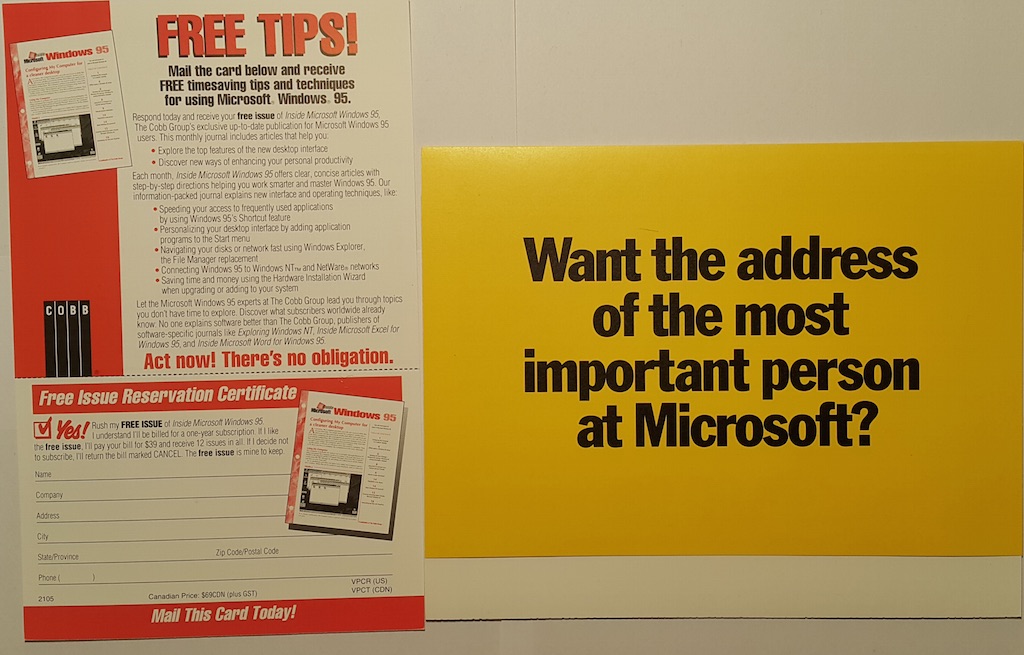 FREE TIPS!
Mail the card below and receive
FREE timesaving tips and techniques
for using Microsoft® Windows® 95.
Respond today and receive your free issue of Inside Microsoft Windows 95,
The Cobb Group's exclusive up-to-date publication for Microsoft Windows 95
users. This monthly journal includes articles that help you:
• Explore the top features of the new desktop interface
• Discover new ways of enhancing your personal productivity
Each month, Inside Microsoft Windows 95 offers clear, concise articles with
step-by-step directions helping you work smarter and master Windows 95. Our
information-packed journal explains new interface and operating techniques, like:
• Speeding your access to frequently used applications
by using Windows 95's Shortcut feature
• Personalizing your desktop interface by adding application
programs to the Start menu
• Navigating your disks or network fast using Windows Explorer,
the File Manager replacement
• Connecting Windows 95 to Windows NT™ and NetWare® networks
• Saving time and money using the Hardware Installation Wizard
when upgrading or adding to your system
Let the Microsoft Windows 95 experts at The Cobb Group lead you through topics
you don't have time to explore. Discover what subscribers worldwide already
know: No one explains software better than The Cobb Group, publishers of
software-specific journals like Exploring Windows NT, Inside Microsoft Excel for
Windows 95, and Inside Microsoft Word for Windows 95.
Act now! There's no obligation.
Microsoft Windows 95
Configuring My Computer for
a cleaner desktop
COBB
Free Issue Reservation Certificate
Yes! Rush my FREE ISSUE of Inside Microsoft Windows 95.
I understand I'll be billed for a one-year subscription. If I like
the free issue, I'll pay your bill for $39 and receive 12 issues in all. If I decide not
to subscribe, I'll return the bill marked CANCEL. The free issue is mine to keep.
Microsoft Windows 95
Configuring My Computer for
a cleaner desktop
Name
Company
Address
City
State/Province Zip Code/Postal Code
Phone ( )
VPCR (US)
2105 Canadian Price: $69CDN (plus GST) VPCT (CDN)
Mail This Card Today!
Want the address
of the most
important person
at Microsoft?